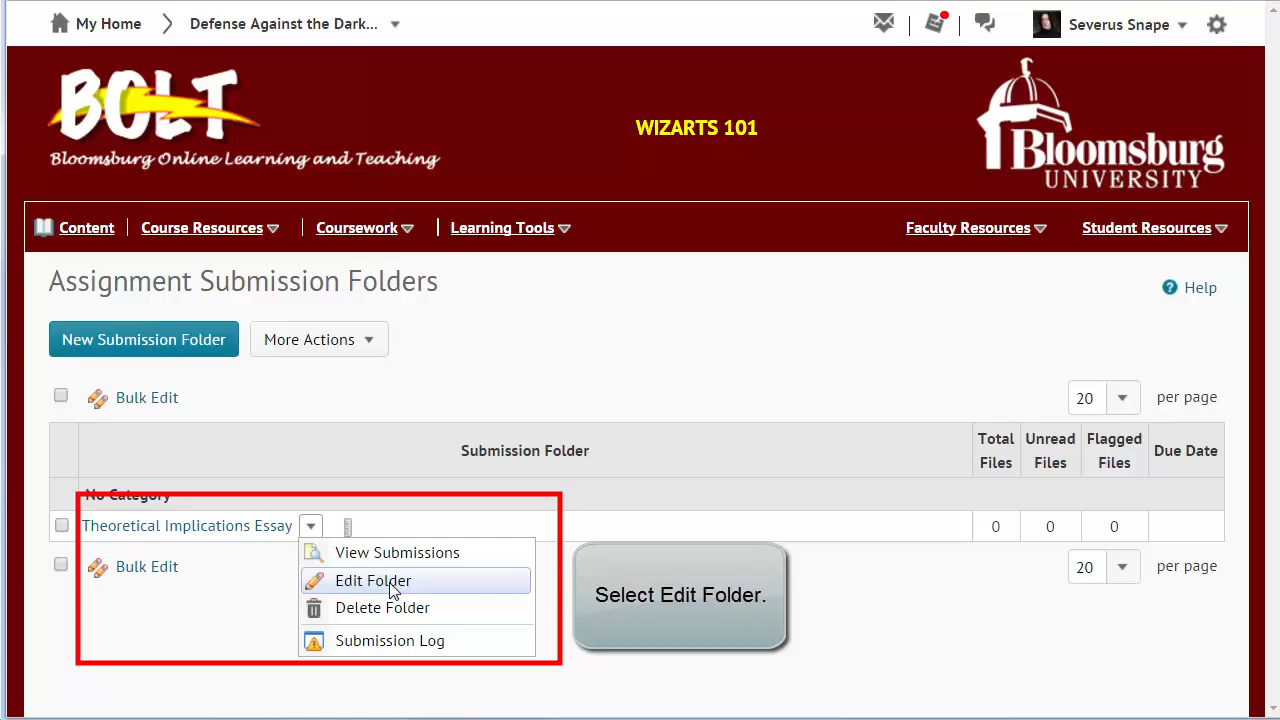 My Home
Defense Against the Dark...
Severus Snape
BOLT
Bloomsburg Online Learning and Teaching
WIZARTS 101
Bloomsburg
UNIVERSITY
Content
Course Resources
Coursework
Learning Tools
Faculty Resources
Student Resources
Assignment Submission Folders
? Help
New Submission Folder
More Actions
Bulk Edit
20
per page
Submission Folder
Total Files
Unread Files
Flagged Files
Due Date
No Category
Theoretical Implications Essay
0
0
0
View Submissions
Bulk Edit
20
per page
Edit Folder
Select Edit Folder.
Delete Folder
Submission Log